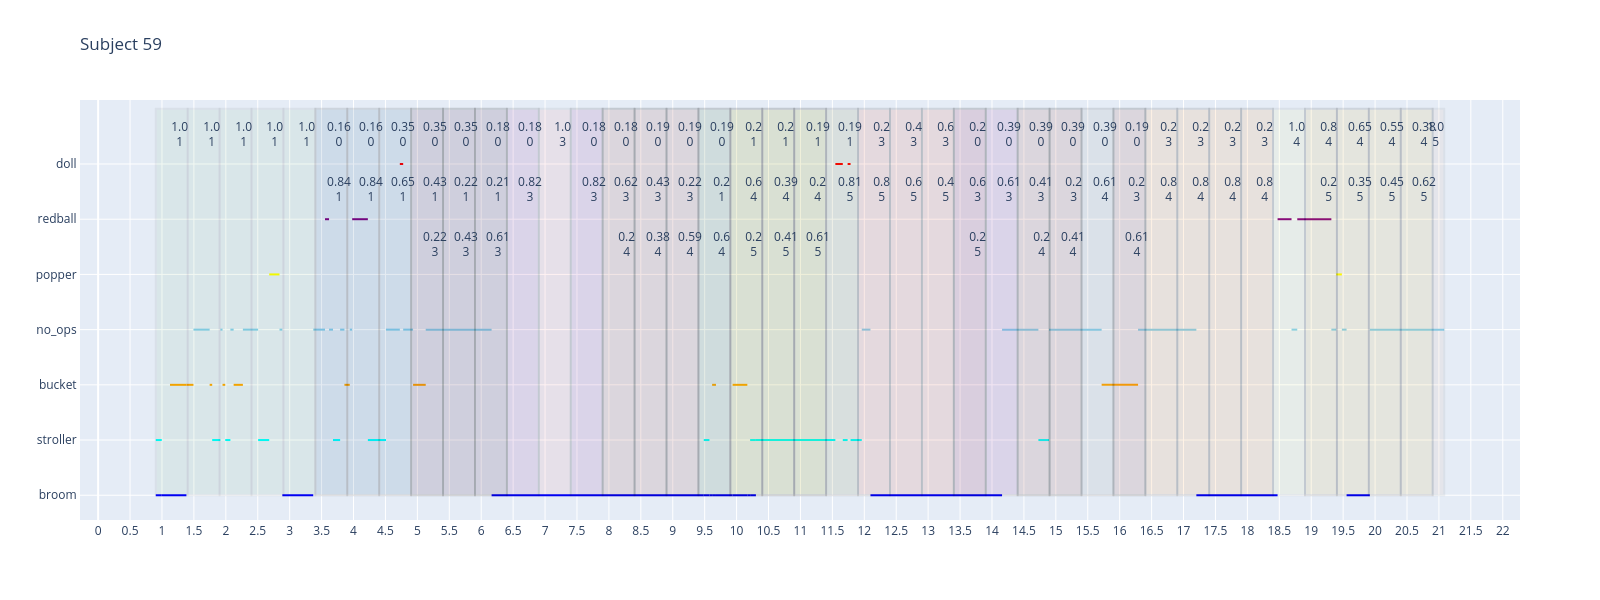 Subject 59
1.0 1.0 1.0 1.0 1.0 0.16 0.16 0.35 0.35 0.35 0.18 0.18 1.0 0.18 0.18 0.19 0.19 0.19 0.2 0.2 0.19 0.19 0.2 0.4 0.6 0.2 0.39 0.39 0.39 0.39 0.19 0.2 0.2 0.2 0.2 1.0 0.8 0.65 0.55 0.38 1.0
1 1 1 1 1 0 0 0 0 0 0 0 3 0 0 0 0 0 1 1 1 1 3 3 3 0 0 0 0 0 0 3 3 3 3 4 4 4 4 4 5
doll
0.84 0.84 0.65 0.43 0.22 0.21 0.82 0.82 0.62 0.43 0.22 0.2 0.6 0.39 0.2 0.81 0.8 0.6 0.4 0.6 0.61 0.41 0.2 0.61 0.2 0.8 0.8 0.8 0.8 0.2 0.35 0.45 0.62
1 1 1 1 1 1 3 3 3 3 3 1 4 4 4 5 5 5 5 3 3 3 3 4 3 4 4 4 4 5 5 5 5
redball
0.22 0.43 0.61 0.2 0.38 0.59 0.6 0.2 0.41 0.61 0.2 0.2 0.41 0.61
3 3 3 4 4 4 4 5 5 5 5 4 4 4
popper
no_ops
bucket
stroller
broom
0 0.5 1 1.5 2 2.5 3 3.5 4 4.5 5 5.5 6 6.5 7 7.5 8 8.5 9 9.5 10 10.5 11 11.5 12 12.5 13 13.5 14 14.5 15 15.5 16 16.5 17 17.5 18 18.5 19 19.5 20 20.5 21 21.5 22